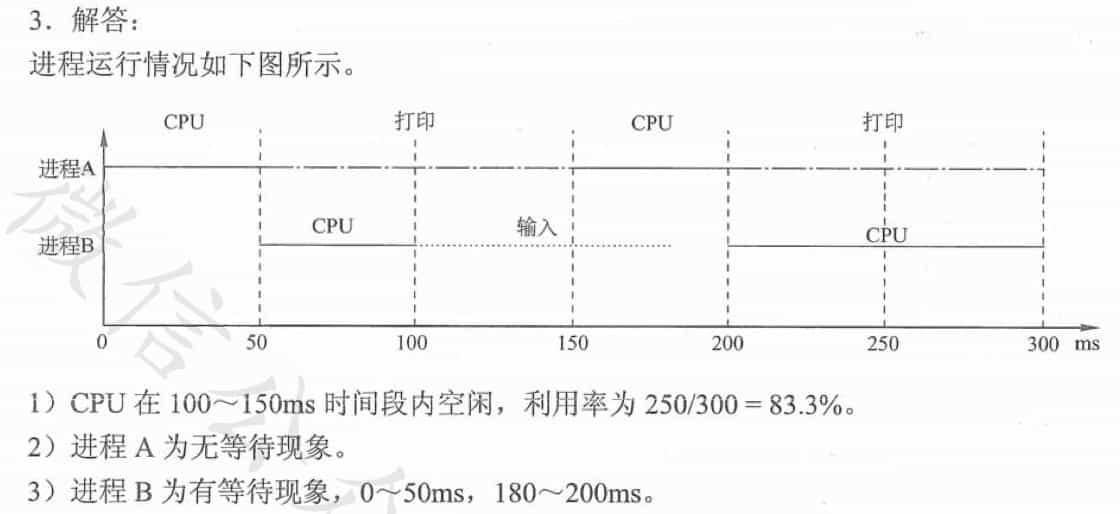 3．解答：
进程运行情况如下图所示。
CPU 打印 CPU 打印
进程A
CPU 输入 CPU
进程B
0 50 100 150 200 250 300 ms
1）CPU 在 100～150ms 时间段内空闲，利用率为 250/300 = 83.3%。
2）进程 A 为无等待现象。
3）进程 B 为有等待现象，0～50ms，180～200ms。
微信公众